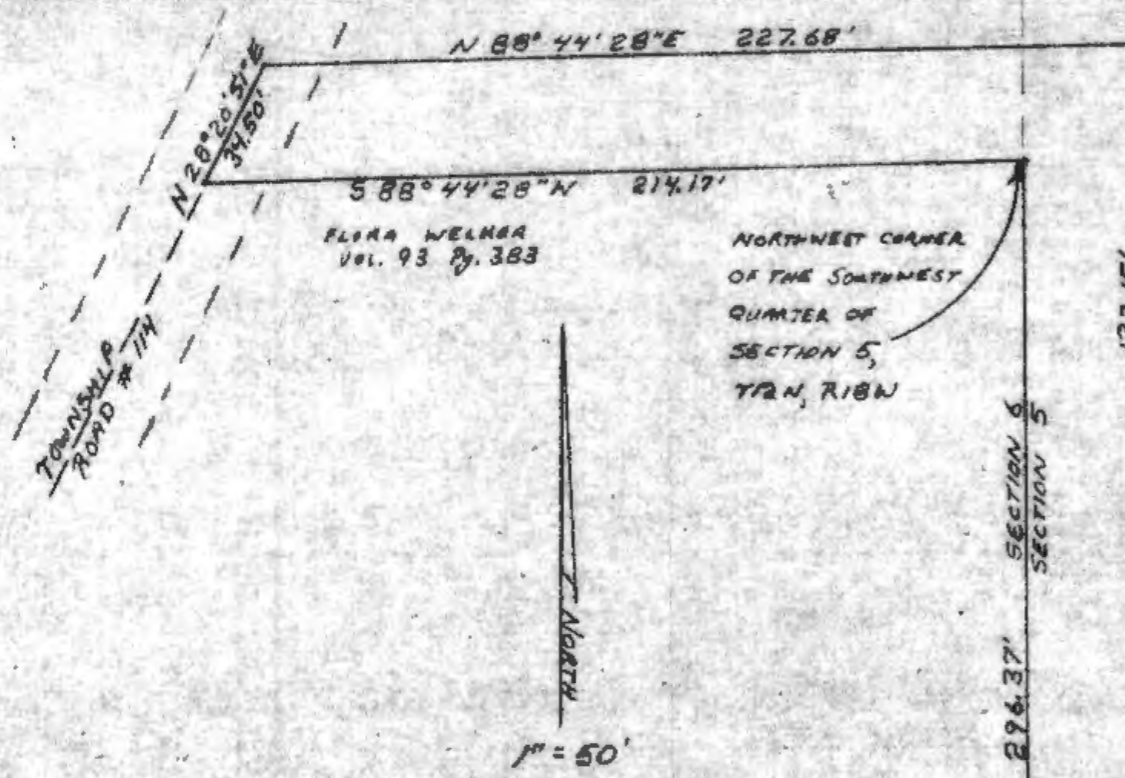 N 88° 44' 28" E 227.68'
N 28° 20' 51" E
34.50'
S 88° 44' 28" W 214.17'
FLORA WELKER
VOL. 93 Pg. 383
NORTHWEST CORNER
OF THE SOUTHWEST
QUARTER OF
SECTION 5,
T12N, R18W
TOWNSHIP
ROAD # 114
SECTION 6
SECTION 5
296.37'
NORTH
1" = 50'